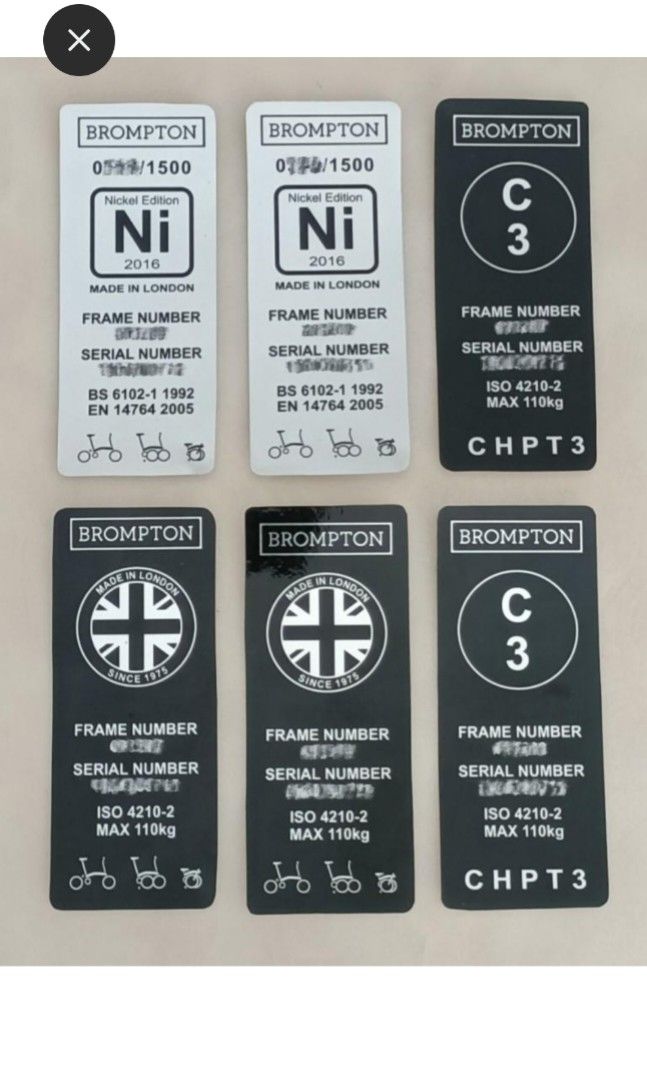 BROMPTON
/1500
Nickel Edition
Ni
2016
MADE IN LONDON
FRAME NUMBER
SERIAL NUMBER
BS 6102-1 1992
EN 14764 2005
BROMPTON
/1500
Nickel Edition
Ni
2016
MADE IN LONDON
FRAME NUMBER
SERIAL NUMBER
BS 6102-1 1992
EN 14764 2005
BROMPTON
C
3
FRAME NUMBER
SERIAL NUMBER
ISO 4210-2
MAX 110kg
CHPT3
BROMPTON
MADE IN LONDON
SINCE 1975
FRAME NUMBER
SERIAL NUMBER
ISO 4210-2
MAX 110kg
BROMPTON
MADE IN LONDON
SINCE 1975
FRAME NUMBER
SERIAL NUMBER
ISO 4210-2
MAX 110kg
BROMPTON
C
3
FRAME NUMBER
SERIAL NUMBER
ISO 4210-2
MAX 110kg
CHPT3